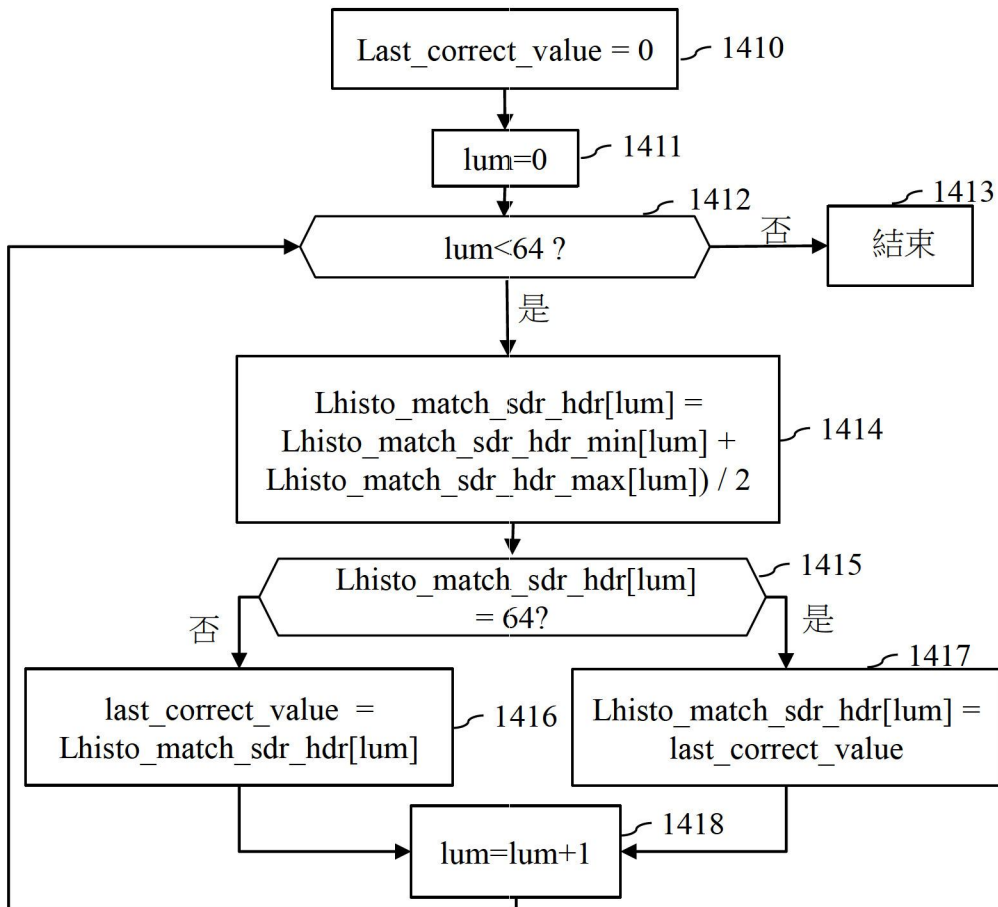 Last_correct_value = 0
1410
lum=0
1411
1412
lum<64 ?
否
1413
結束
是
Lhisto_match_sdr_hdr[lum] =
Lhisto_match_sdr_hdr_min[lum] +
Lhisto_match_sdr_hdr_max[lum]) / 2
1414
Lhisto_match_sdr_hdr[lum]
= 64?
1415
否
是
last_correct_value =
Lhisto_match_sdr_hdr[lum]
1416
1417
Lhisto_match_sdr_hdr[lum] =
last_correct_value
lum=lum+1
1418